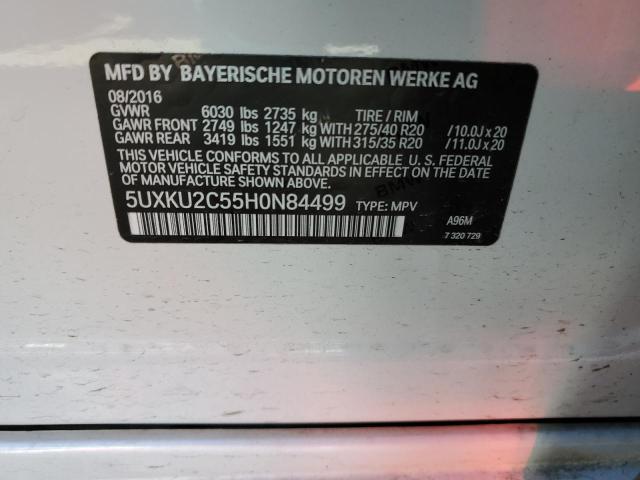 MFD BY BAYERISCHE MOTOREN WERKE AG
08/2016
GVWR 6030 lbs 2735 kg TIRE / RIM
GAWR FRONT 2749 lbs 1247 kg WITH 275/40 R20 /10.0J x 20
GAWR REAR 3419 lbs 1551 kg WITH 315/35 R20 /11.0J x 20
THIS VEHICLE CONFORMS TO ALL APPLICABLE U. S. FEDERAL
MOTOR VEHICLE SAFETY STANDARDS IN EFFECT ON THE DATE
OF MANUFACTURE SHOWN ABOVE.
5UXKU2C55H0N84499 TYPE: MPV
A96M
7 320 729